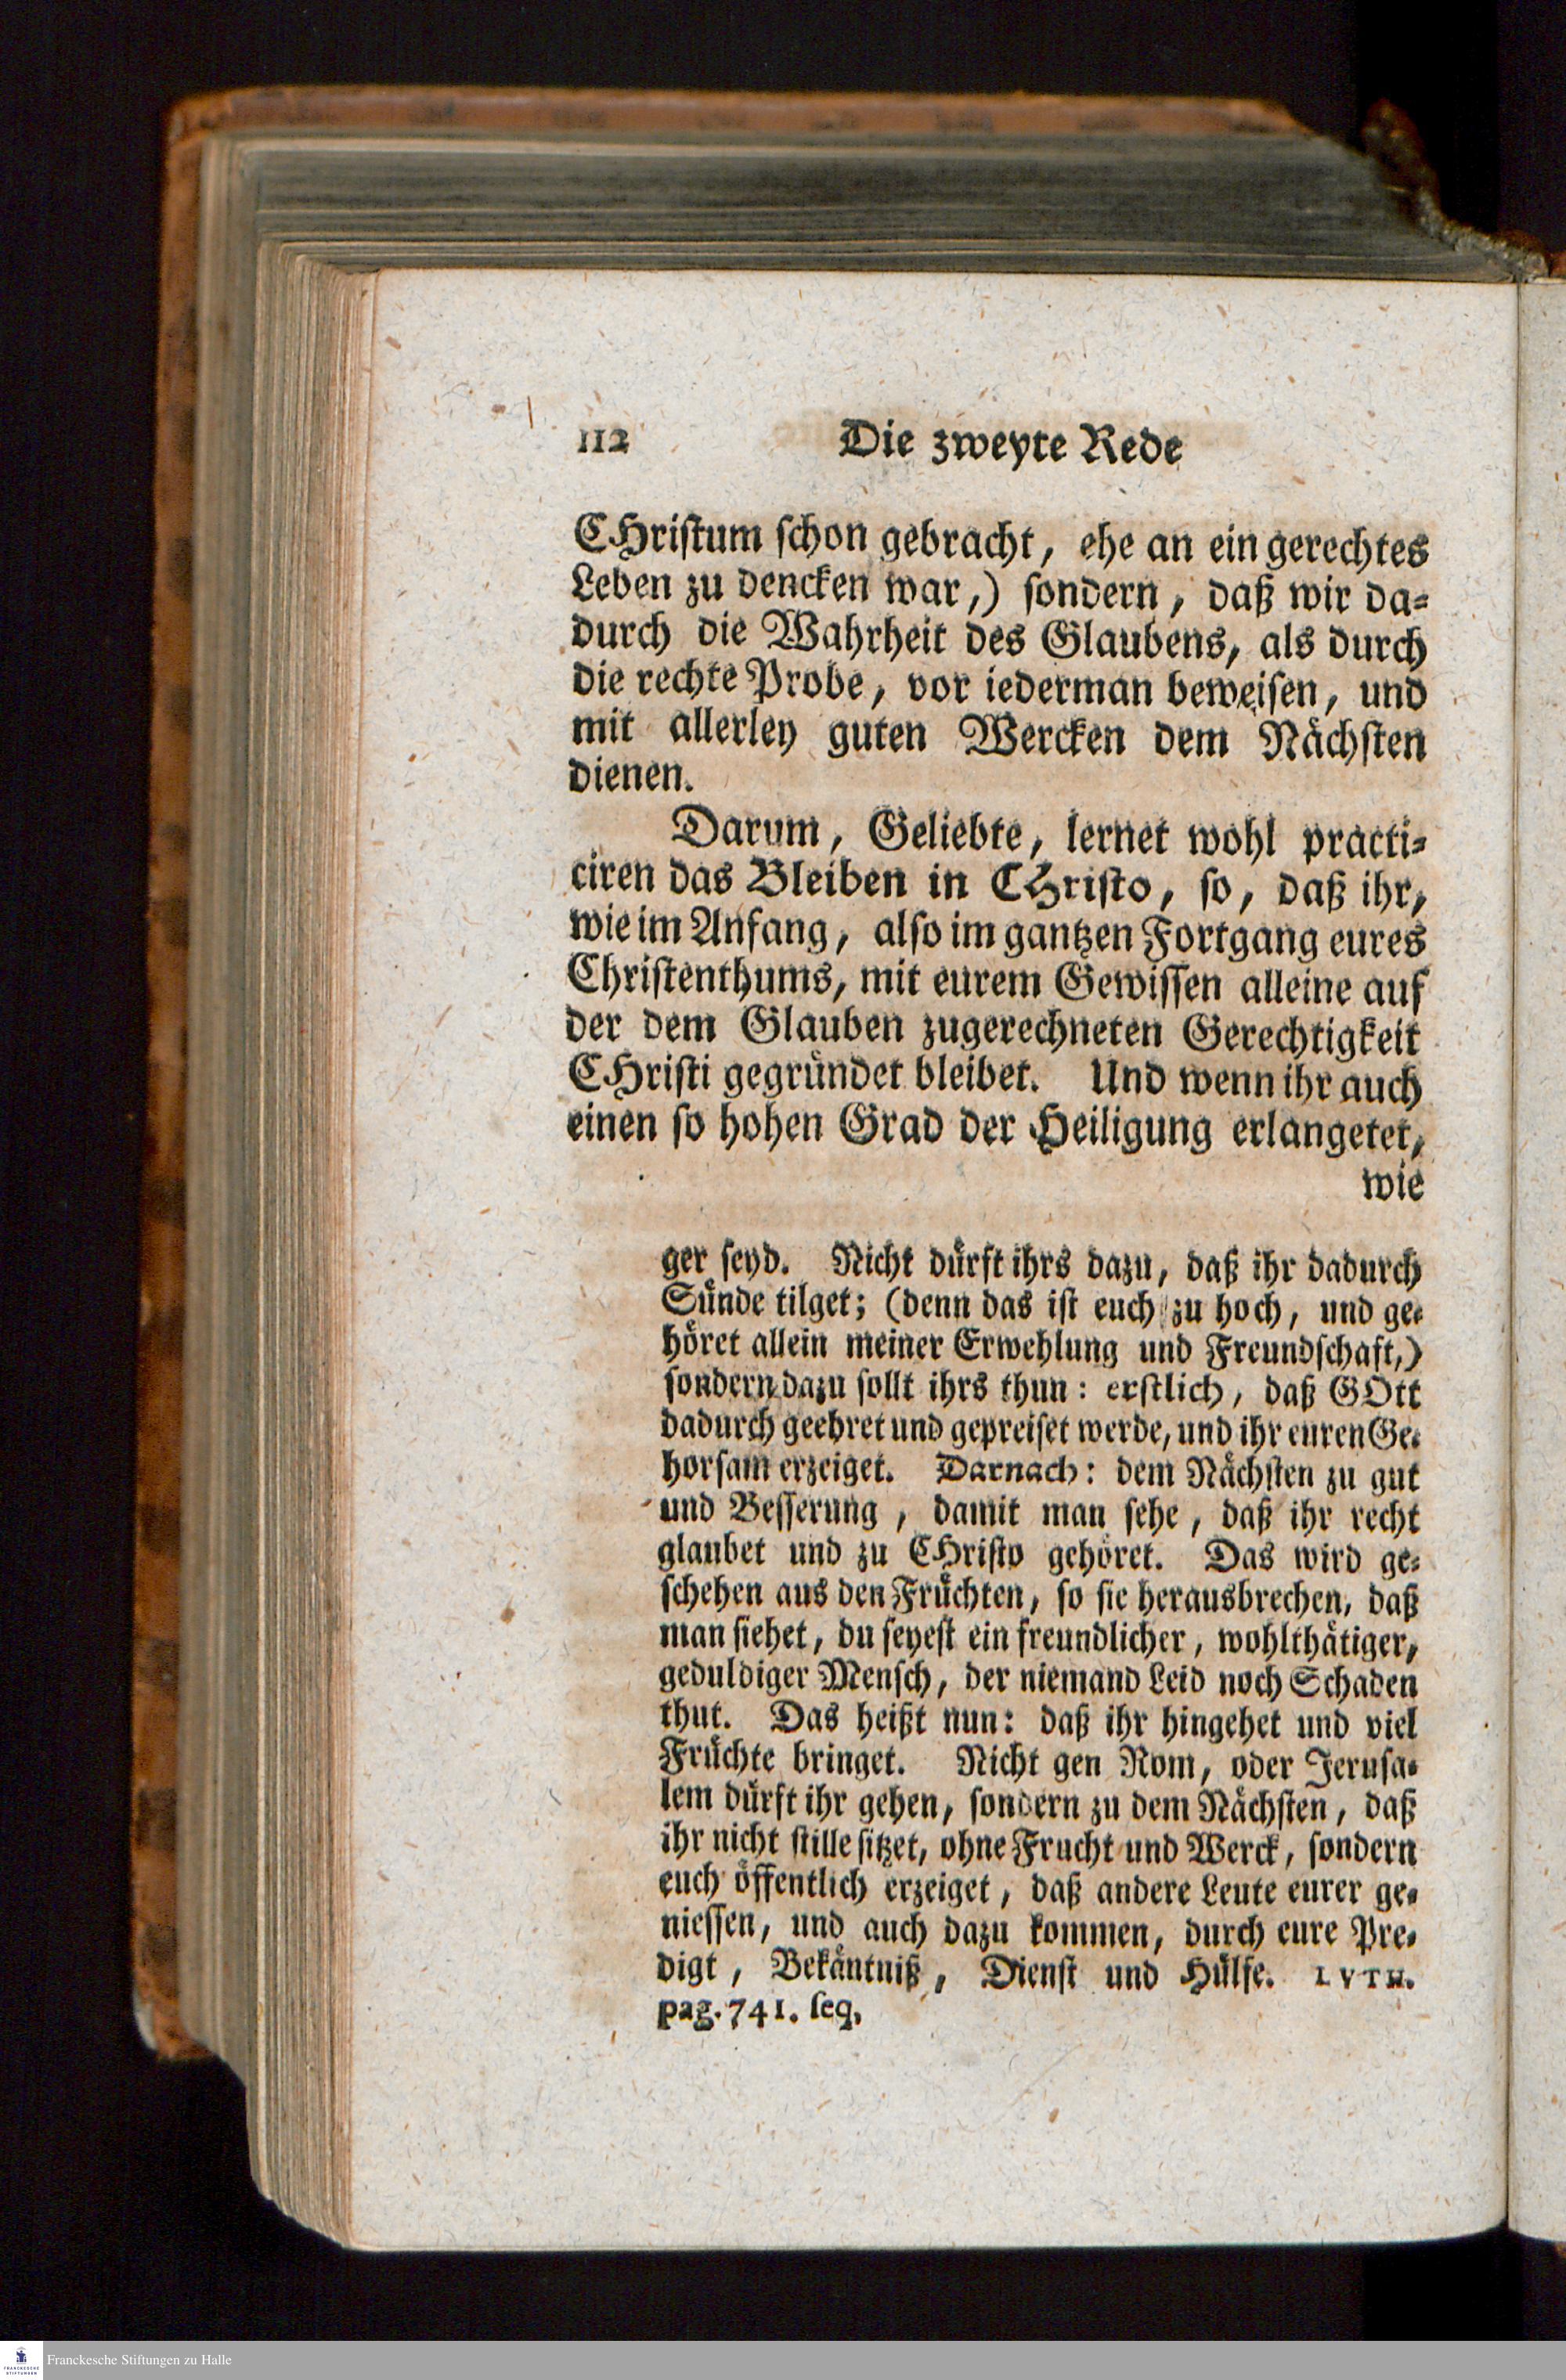 112 Die zweyte Rede
CHristum schon gebracht, ehe an ein gerechtes
Leben zu dencken war,) sondern, daß wir da-
durch die Wahrheit des Glaubens, als durch
die rechte Probe, vor iederman beweisen, und
mit allerley guten Wercken dem Nächsten
dienen.
Darum, Geliebte, lernet wohl practi-
ciren das Bleiben in CHristo, so, daß ihr,
wie im Anfang, also im gantzen Fortgang eures
Christenthums, mit eurem Gewissen alleine auf
der dem Glauben zugerechneten Gerechtigkeit
CHristi gegründet bleibet. Und wenn ihr auch
einen so hohen Grad der Heiligung erlangetet,
wie
ger seyd. Nicht dürft ihrs dazu, daß ihr dadurch
Sünde tilget; (denn das ist euch zu hoch, und ge-
höret allein meiner Erwehlung und Freundschaft,)
sondern dazu sollt ihrs thun: erstlich, daß GOtt
dadurch geehret und gepreiset werde, und ihr euren Ge-
horsam erzeiget. Darnach: dem Nächsten zu gut
und Besserung, damit man sehe, daß ihr recht
glaubet und zu CHristo gehöret. Das wird ge-
schehen aus den Früchten, so sie herausbrechen, daß
man siehet, du seyest ein freundlicher, wohlthätiger,
geduldiger Mensch, der niemand Leid noch Schaden
thut. Das heißt nun: daß ihr hingehet und viel
Früchte bringet. Nicht gen Rom, oder Jerusa-
lem dürft ihr gehen, sondern zu dem Nächsten, daß
ihr nicht stille sitzet, ohne Frucht und Werck, sondern
euch öffentlich erzeiget, daß andere Leute eurer ge-
niessen, und auch dazu kommen, durch eure Pre-
digt, Bekäntniß, Dienst und Hülfe. LVTH.
pag. 741. seq.
FRANCKESCHE
STIFTUNGEN
Franckesche Stiftungen zu Halle